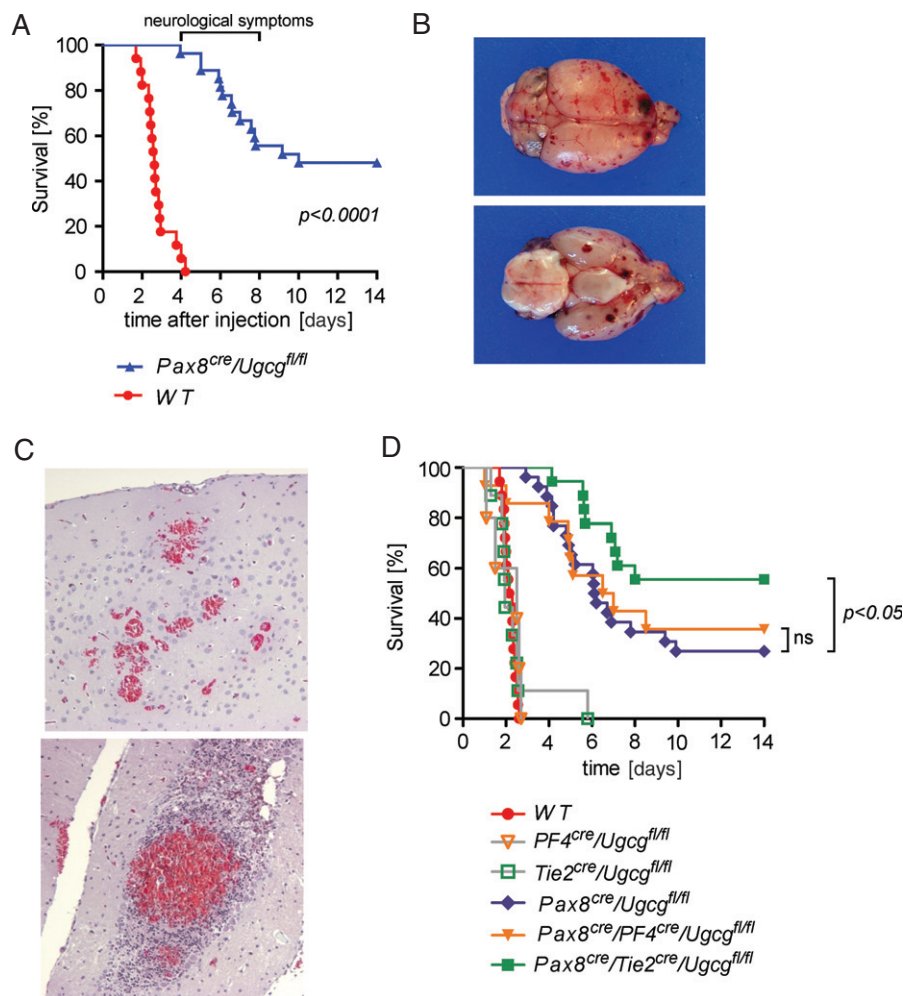 A
neurological symptoms
Survival [%]
100
80
60
40
20
0
p<0.0001
0 2 4 6 8 10 12 14
time after injection [days]
Pax8cre/Ugcgfl/fl
WT
B
C
D
Survival [%]
100
80
60
40
20
0
ns
p<0.05
0 2 4 6 8 10 12 14
time [days]
WT
PF4cre/Ugcgfl/fl
Tie2cre/Ugcgfl/fl
Pax8cre/Ugcgfl/fl
Pax8cre/PF4cre/Ugcgfl/fl
Pax8cre/Tie2cre/Ugcgfl/fl